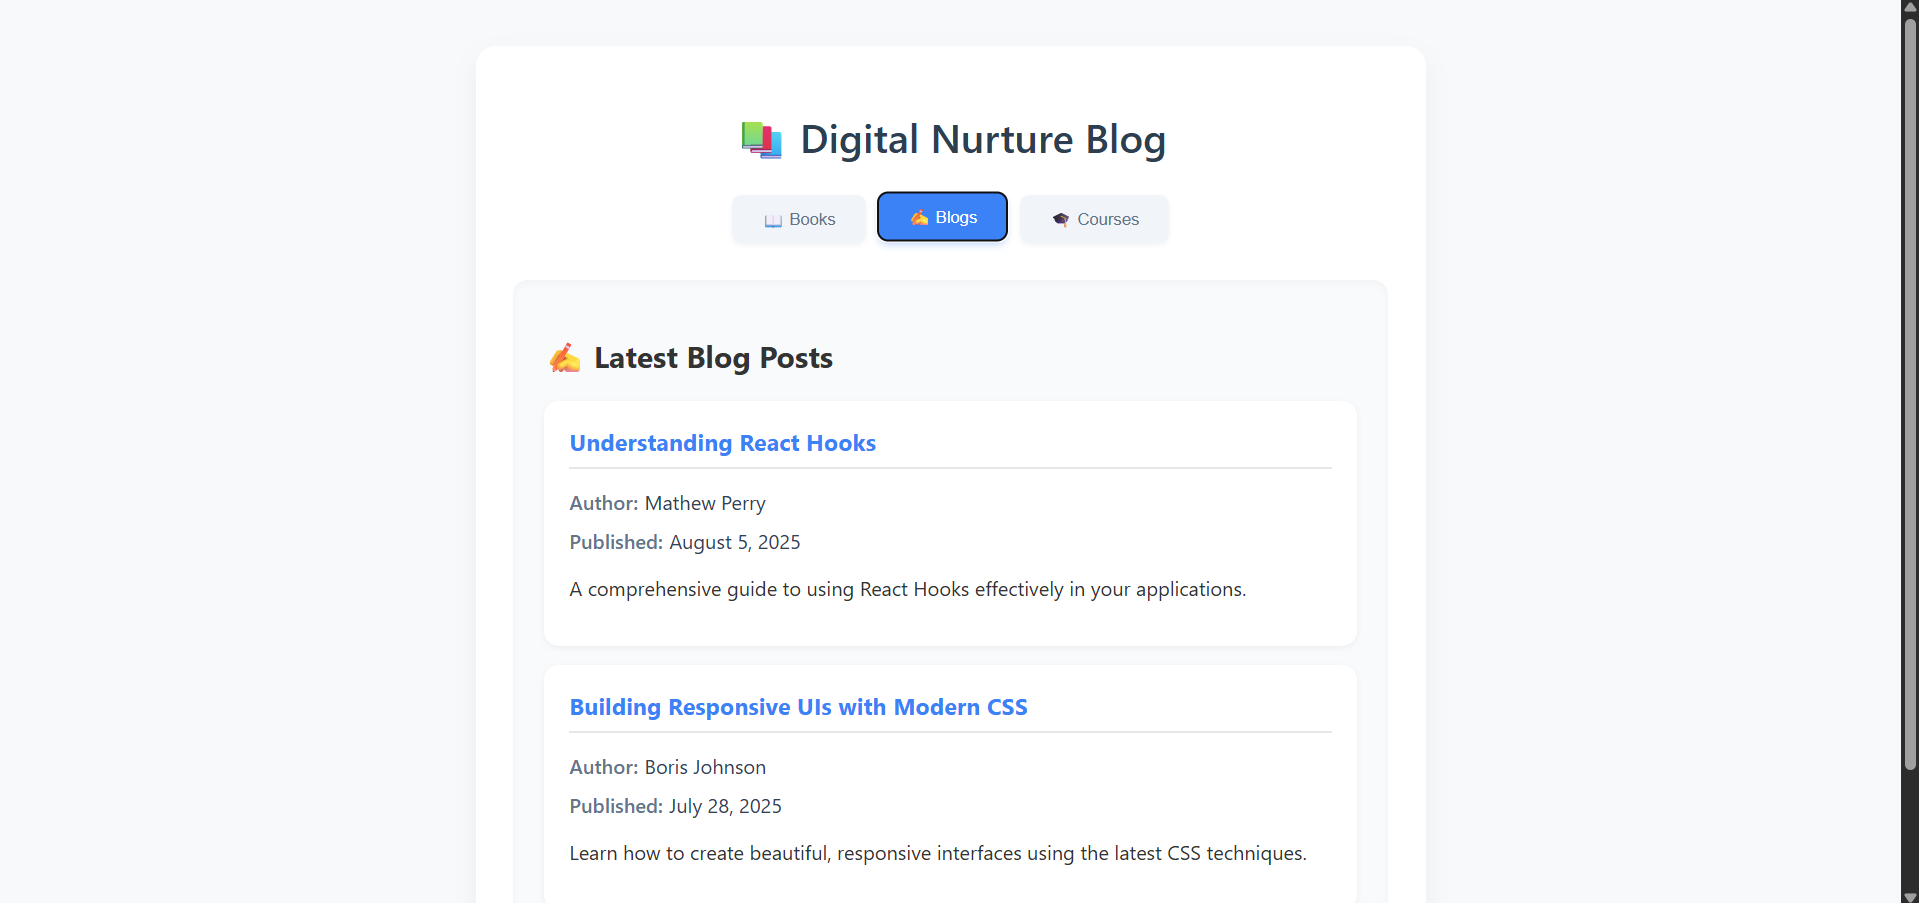 Digital Nurture Blog
Books
Blogs
Courses
Latest Blog Posts
Understanding React Hooks
Author: Mathew Perry
Published: August 5, 2025
A comprehensive guide to using React Hooks effectively in your applications.
Building Responsive UIs with Modern CSS
Author: Boris Johnson
Published: July 28, 2025
Learn how to create beautiful, responsive interfaces using the latest CSS techniques.